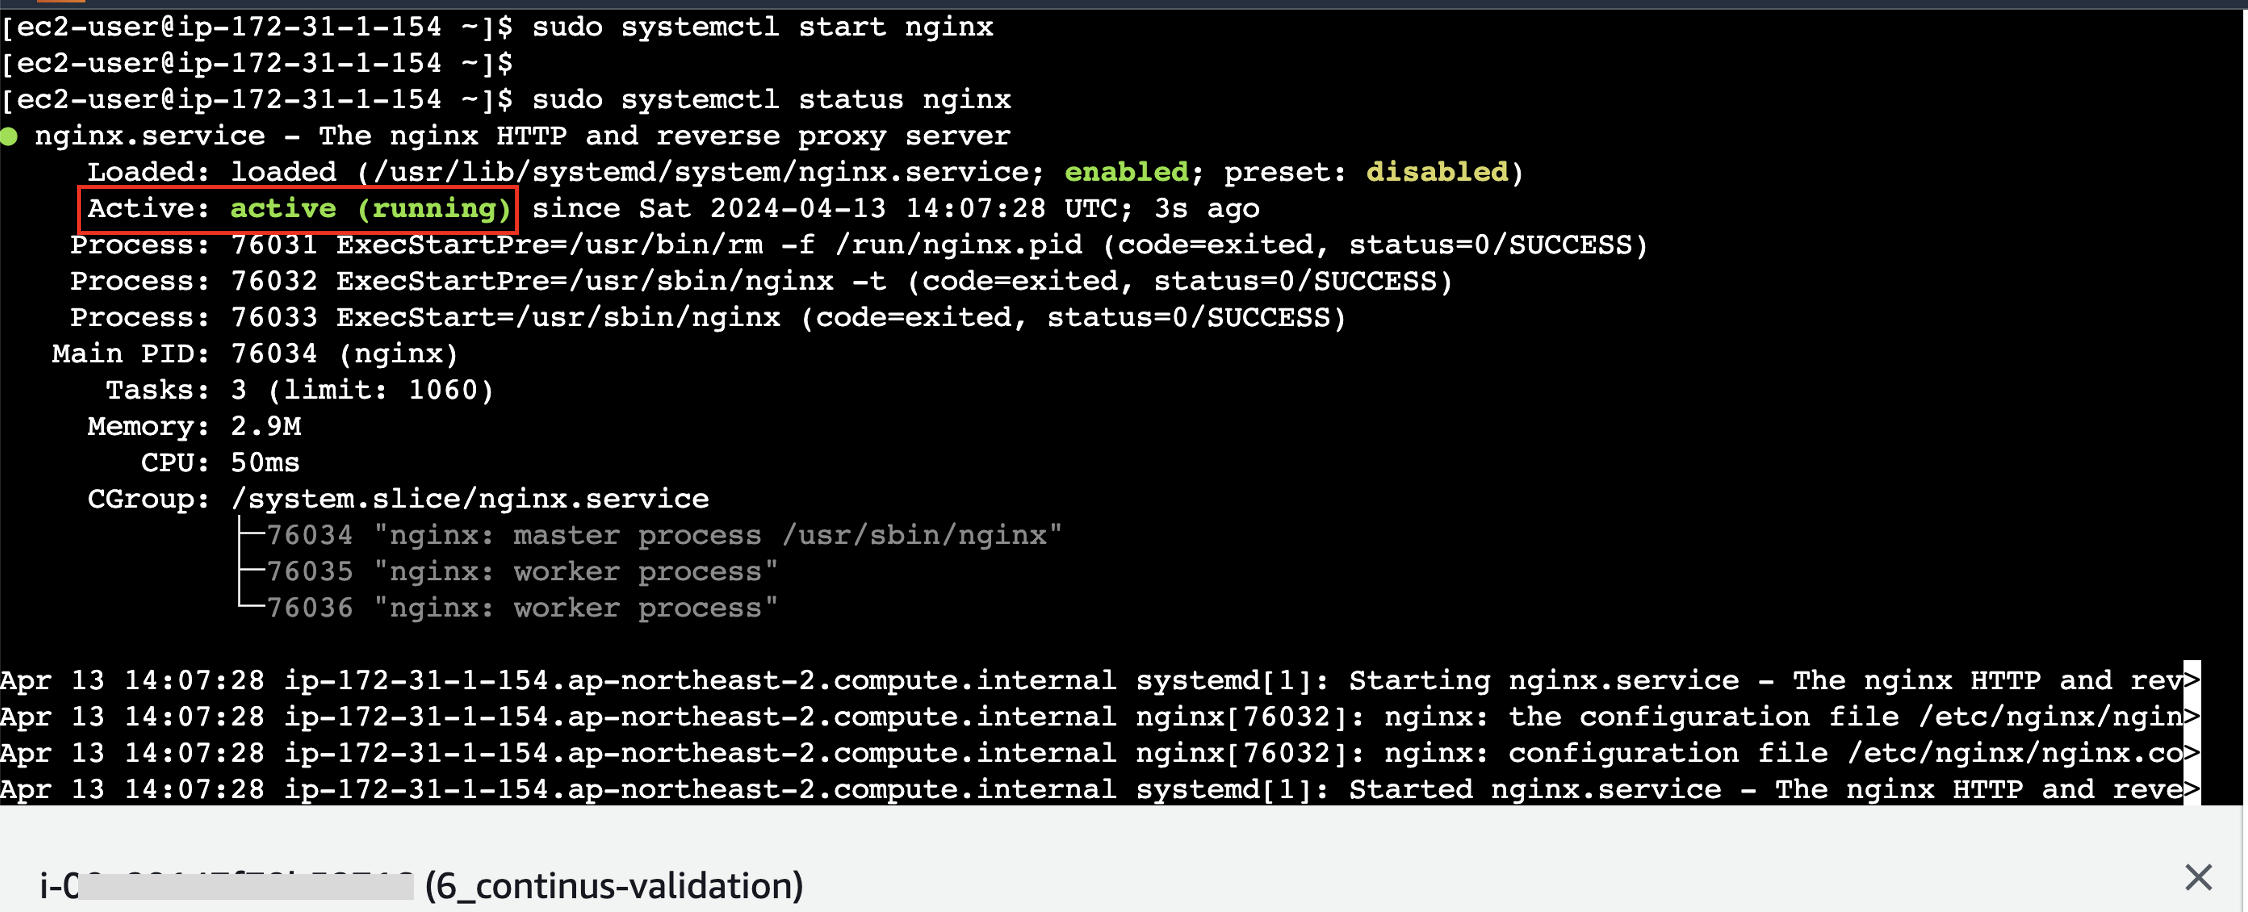 [ec2-user@ip-172-31-1-154 ~]$ sudo systemctl start nginx
[ec2-user@ip-172-31-1-154 ~]$
[ec2-user@ip-172-31-1-154 ~]$ sudo systemctl status nginx
● nginx.service - The nginx HTTP and reverse proxy server
Loaded: loaded (/usr/lib/systemd/system/nginx.service; enabled; preset: disabled)
Active: active (running) since Sat 2024-04-13 14:07:28 UTC; 3s ago
Process: 76031 ExecStartPre=/usr/bin/rm -f /run/nginx.pid (code=exited, status=0/SUCCESS)
Process: 76032 ExecStartPre=/usr/sbin/nginx -t (code=exited, status=0/SUCCESS)
Process: 76033 ExecStart=/usr/sbin/nginx (code=exited, status=0/SUCCESS)
Main PID: 76034 (nginx)
Tasks: 3 (limit: 1060)
Memory: 2.9M
CPU: 50ms
CGroup: /system.slice/nginx.service
├─76034 "nginx: master process /usr/sbin/nginx"
├─76035 "nginx: worker process"
└─76036 "nginx: worker process"
Apr 13 14:07:28 ip-172-31-1-154.ap-northeast-2.compute.internal systemd[1]: Starting nginx.service - The nginx HTTP and rev>
Apr 13 14:07:28 ip-172-31-1-154.ap-northeast-2.compute.internal nginx[76032]: nginx: the configuration file /etc/nginx/ngin>
Apr 13 14:07:28 ip-172-31-1-154.ap-northeast-2.compute.internal nginx[76032]: nginx: configuration file /etc/nginx/nginx.co>
Apr 13 14:07:28 ip-172-31-1-154.ap-northeast-2.compute.internal systemd[1]: Started nginx.service - The nginx HTTP and reve>
(6_continus-validation)